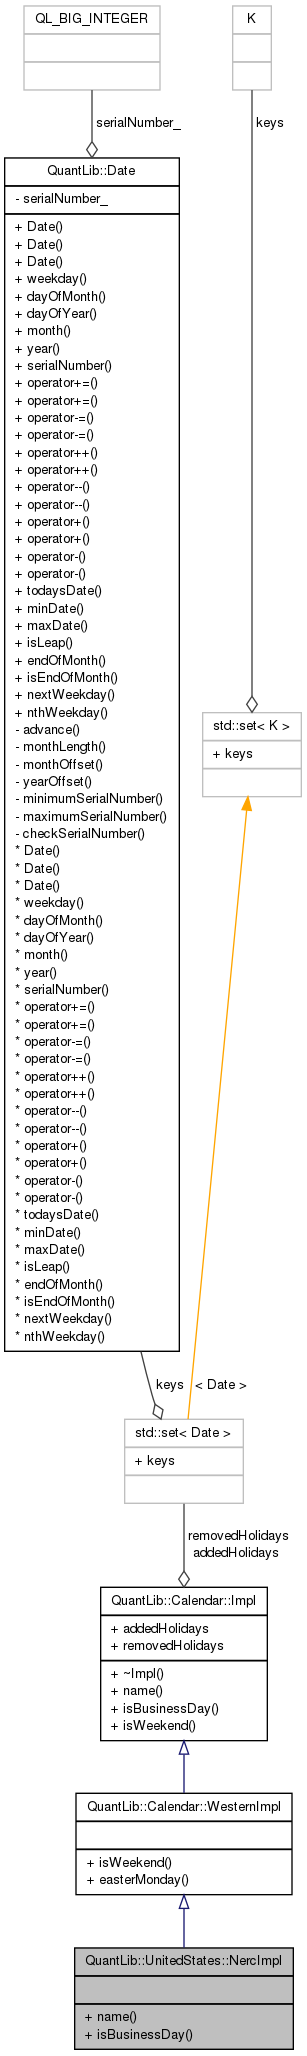 QL_BIG_INTEGER
K
serialNumber_
keys
QuantLib::Date
- serialNumber_
+ Date()
+ Date()
+ Date()
+ weekday()
+ dayOfMonth()
+ dayOfYear()
+ month()
+ year()
+ serialNumber()
+ operator+=()
+ operator+=()
+ operator-=()
+ operator-=()
+ operator++()
+ operator++()
+ operator--()
+ operator--()
+ operator+()
+ operator+()
+ operator-()
+ operator-()
+ todaysDate()
+ minDate()
+ maxDate()
+ isLeap()
+ endOfMonth()
+ isEndOfMonth()
+ nextWeekday()
+ nthWeekday()
- advance()
- monthLength()
- monthOffset()
- yearOffset()
- minimumSerialNumber()
- maximumSerialNumber()
- checkSerialNumber()
* Date()
* Date()
* Date()
* weekday()
* dayOfMonth()
* dayOfYear()
* month()
* year()
* serialNumber()
* operator+=()
* operator+=()
* operator-=()
* operator-=()
* operator++()
* operator++()
* operator--()
* operator--()
* operator+()
* operator+()
* operator-()
* operator-()
* todaysDate()
* minDate()
* maxDate()
* isLeap()
* endOfMonth()
* isEndOfMonth()
* nextWeekday()
* nthWeekday()
std::set< K >
+ keys
keys
< Date >
std::set< Date >
+ keys
removedHolidays
addedHolidays
QuantLib::Calendar::Impl
+ addedHolidays
+ removedHolidays
+ ~Impl()
+ name()
+ isBusinessDay()
+ isWeekend()
QuantLib::Calendar::WesternImpl
+ isWeekend()
+ easterMonday()
QuantLib::UnitedStates::NercImpl
+ name()
+ isBusinessDay()